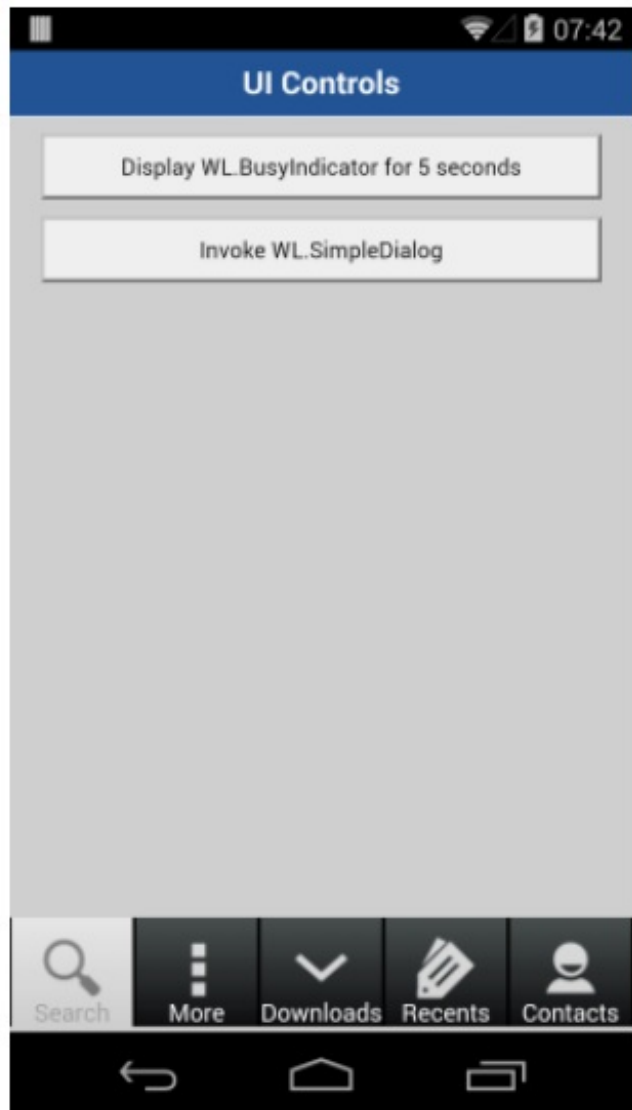 07:42
UI Controls
Display WL.BusyIndicator for 5 seconds
Invoke WL.SimpleDialog
Search More Downloads Recents Contacts